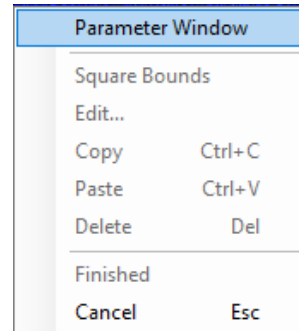 Parameter Window
Square Bounds
Edit...
Copy Ctrl+C
Paste Ctrl+V
Delete Del
Finished
Cancel Esc